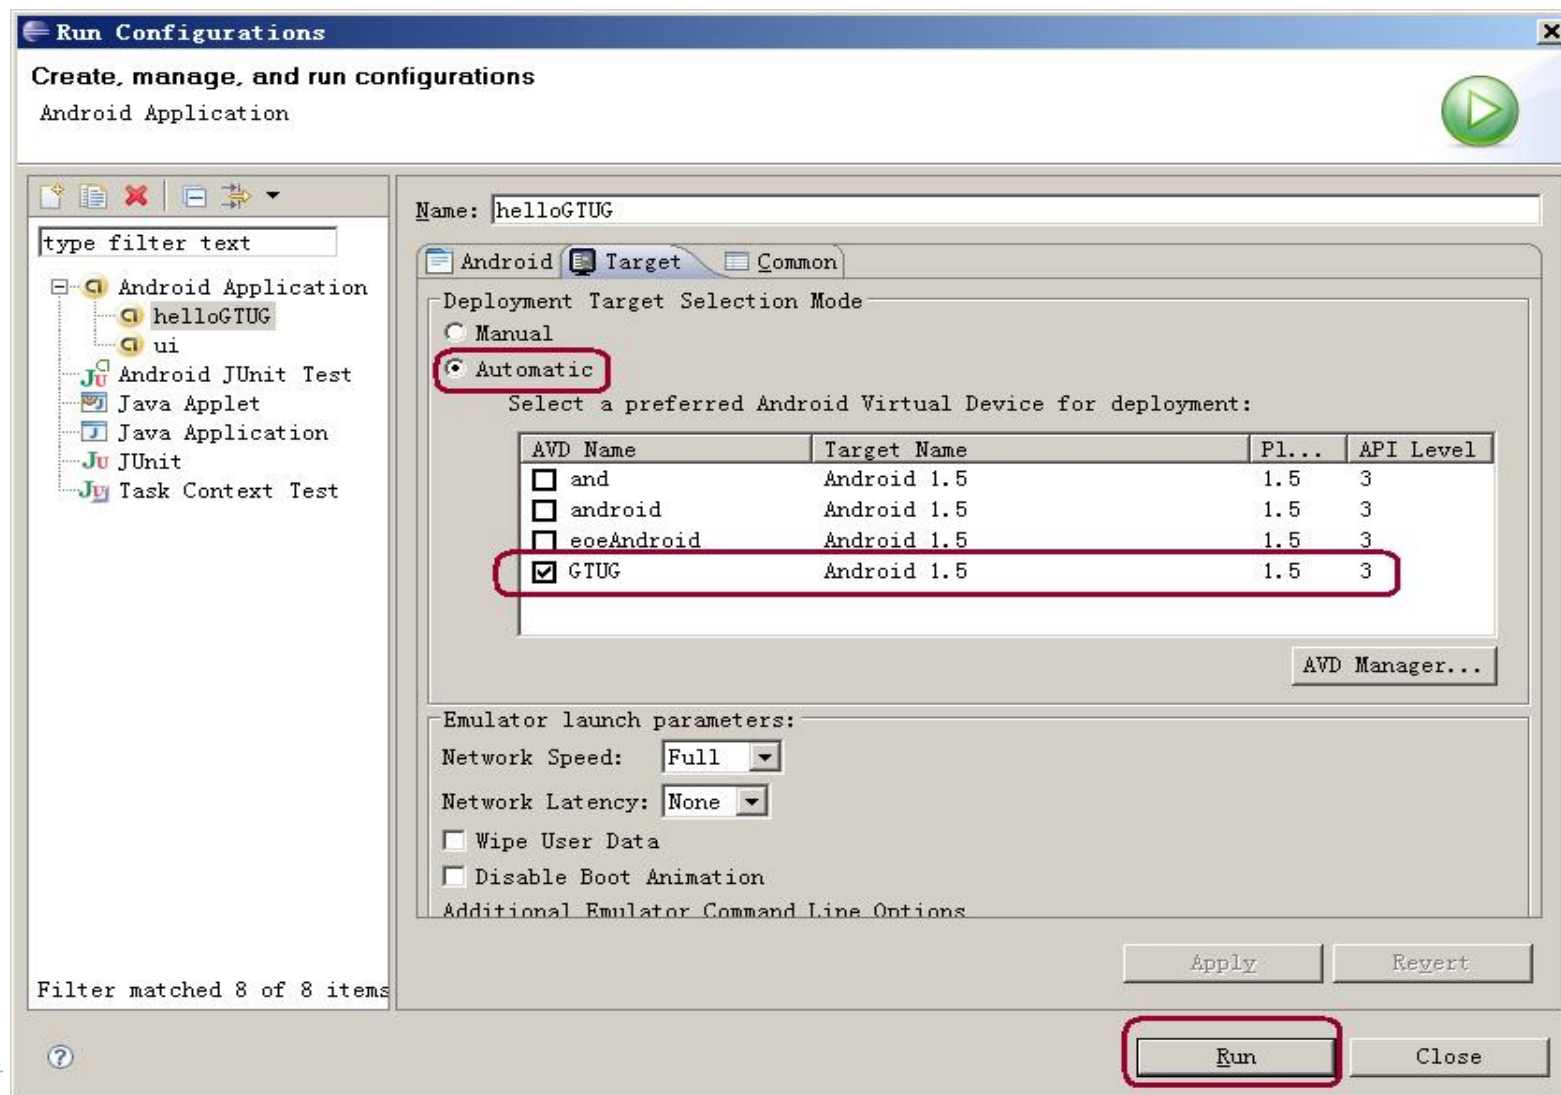 Run Configurations
Create, manage, and run configurations
Android Application
type filter text
Android Application
helloGTUG
ui
Android JUnit Test
Java Applet
Java Application
JUnit
Task Context Test
Filter matched 8 of 8 items
Name: helloGTUG
Android Target Common
Deployment Target Selection Mode
Manual
Automatic
Select a preferred Android Virtual Device for deployment:
AVD Name Target Name Pl... API Level
and Android 1.5 1.5 3
android Android 1.5 1.5 3
eoeAndroid Android 1.5 1.5 3
GTUG Android 1.5 1.5 3
AVD Manager...
Emulator launch parameters:
Network Speed: Full
Network Latency: None
Wipe User Data
Disable Boot Animation
Additional Emulator Command Line Options
Apply Revert
Run Close